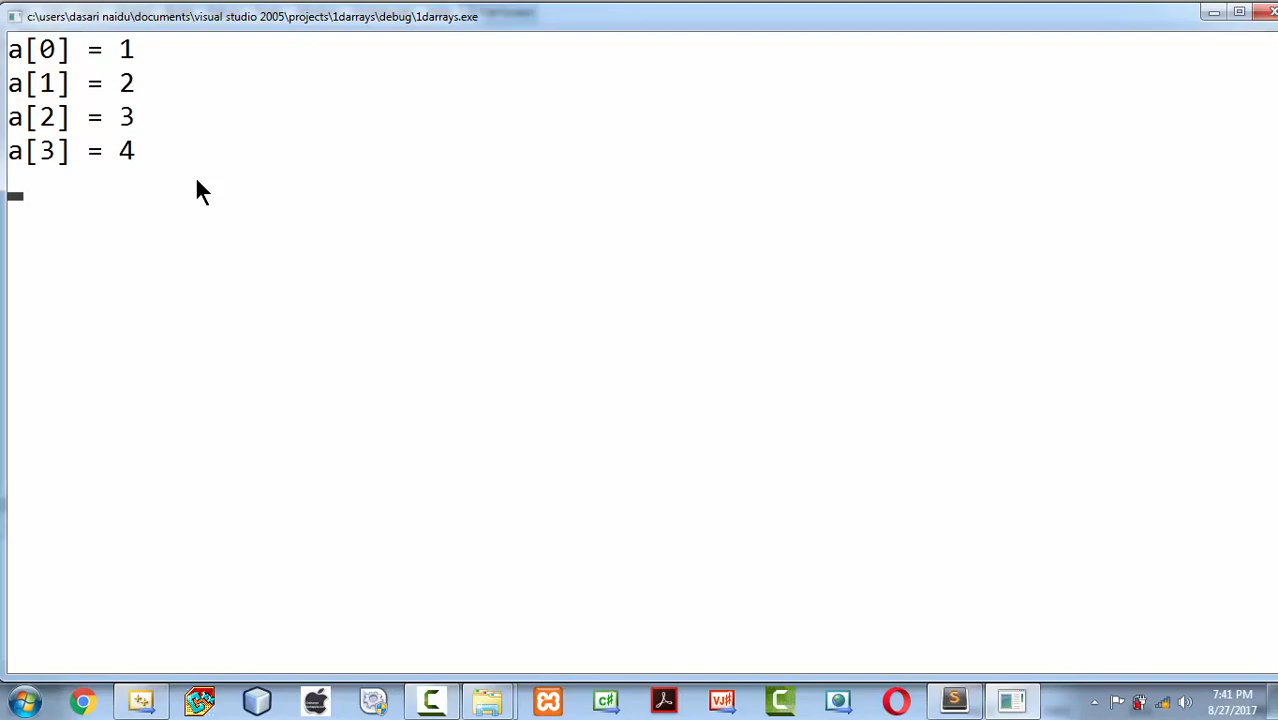 c:\users\dasari naidu\documents\visual studio 2005\projects\1darrays\debug\1darrays.exe
a[0] = 1
a[1] = 2
a[2] = 3
a[3] = 4
C#
VJ#
7:41 PM
8/27/2017